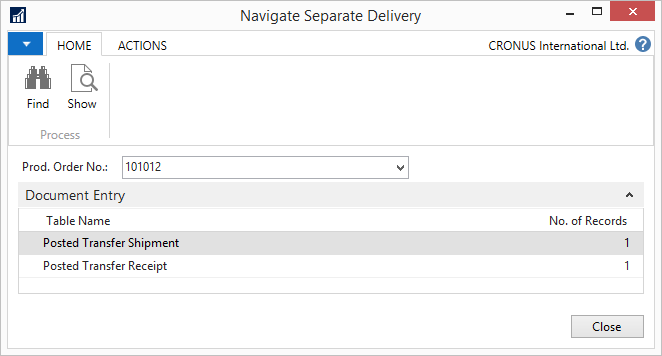 Navigate Separate Delivery
HOME ACTIONS CRONUS International Ltd. ?
Find Show
Process
Prod. Order No.: 101012
Document Entry
Table Name No. of Records
Posted Transfer Shipment 1
Posted Transfer Receipt 1
Close